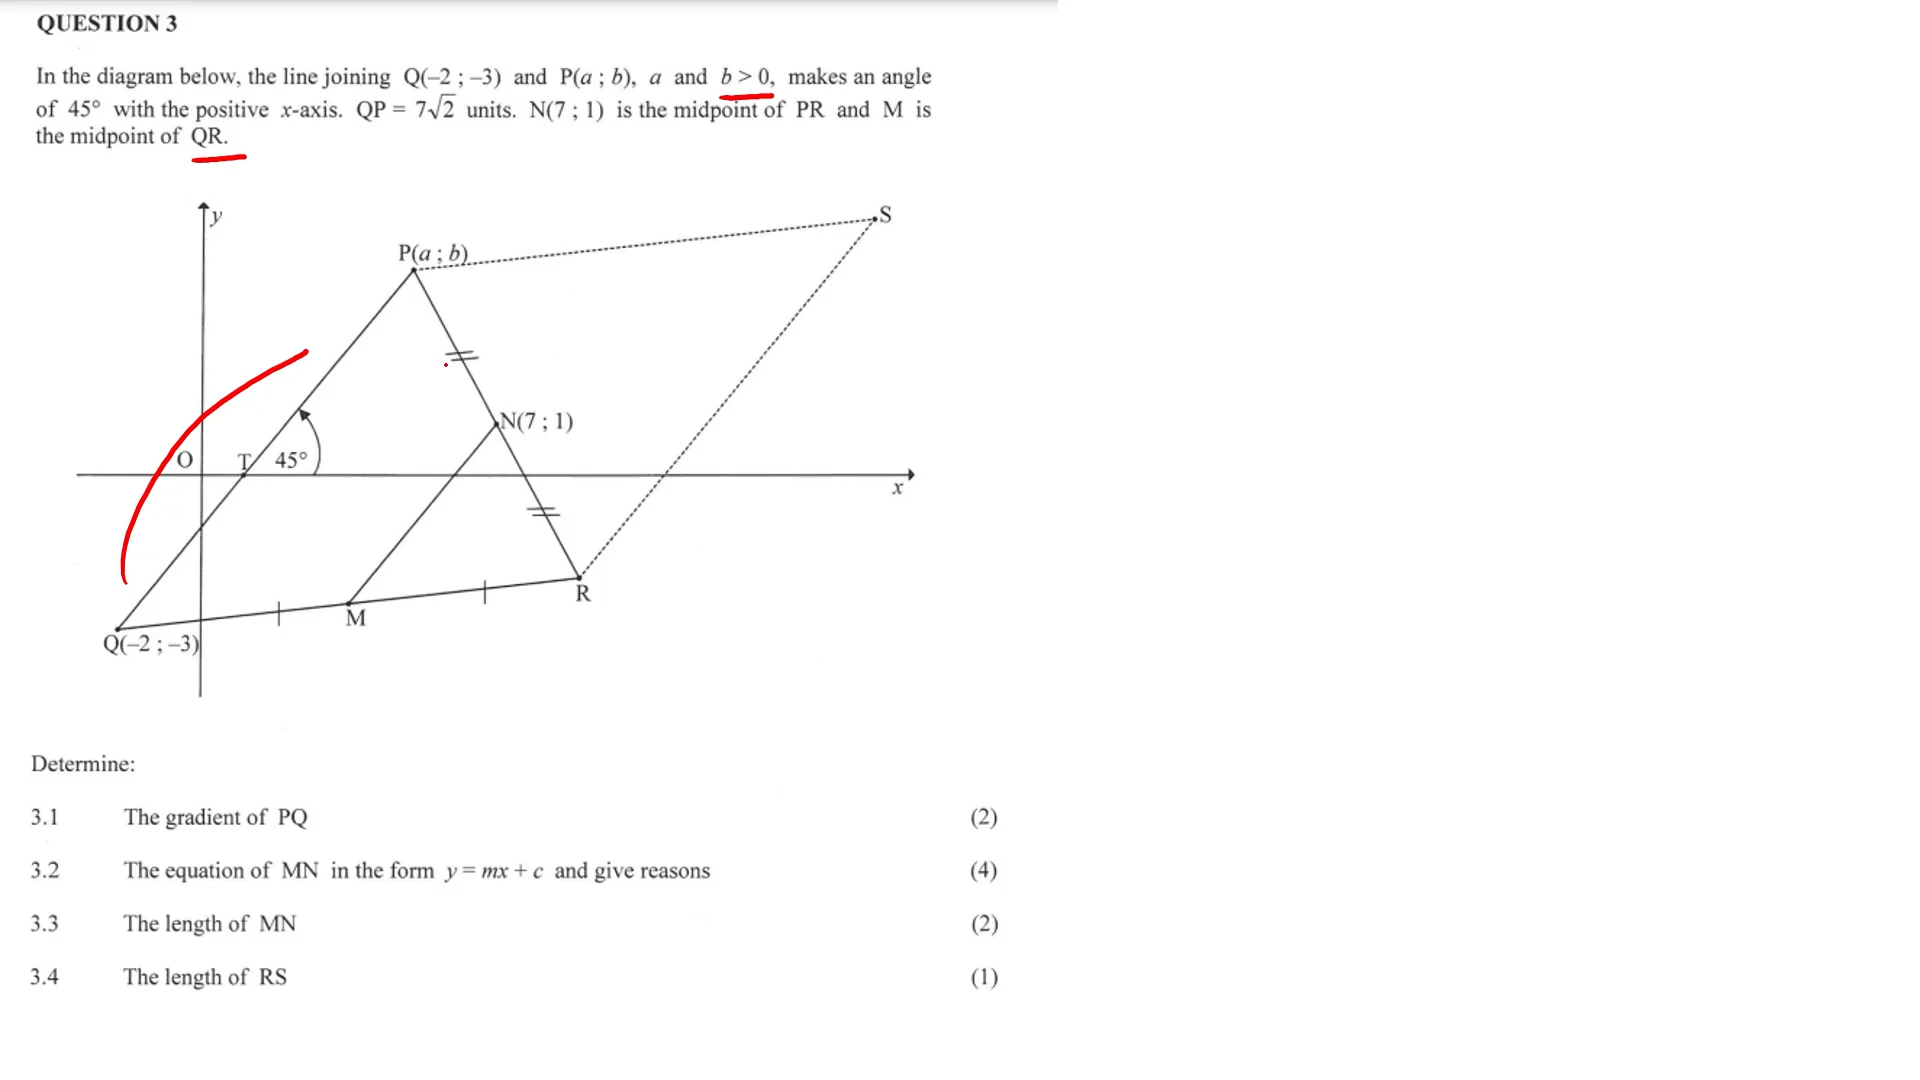 QUESTION 3
In the diagram below, the line joining Q(–2 ; –3) and P(a ; b), a and b > 0, makes an angle
of 45° with the positive x-axis. QP = 7√2 units. N(7 ; 1) is the midpoint of PR and M is
the midpoint of QR.
y
S
P(a ; b)
N(7 ; 1)
O
T
45°
x
R
M
Q(–2 ; –3)
Determine:
3.1 The gradient of PQ (2)
3.2 The equation of MN in the form y = mx + c and give reasons (4)
3.3 The length of MN (2)
3.4 The length of RS (1)